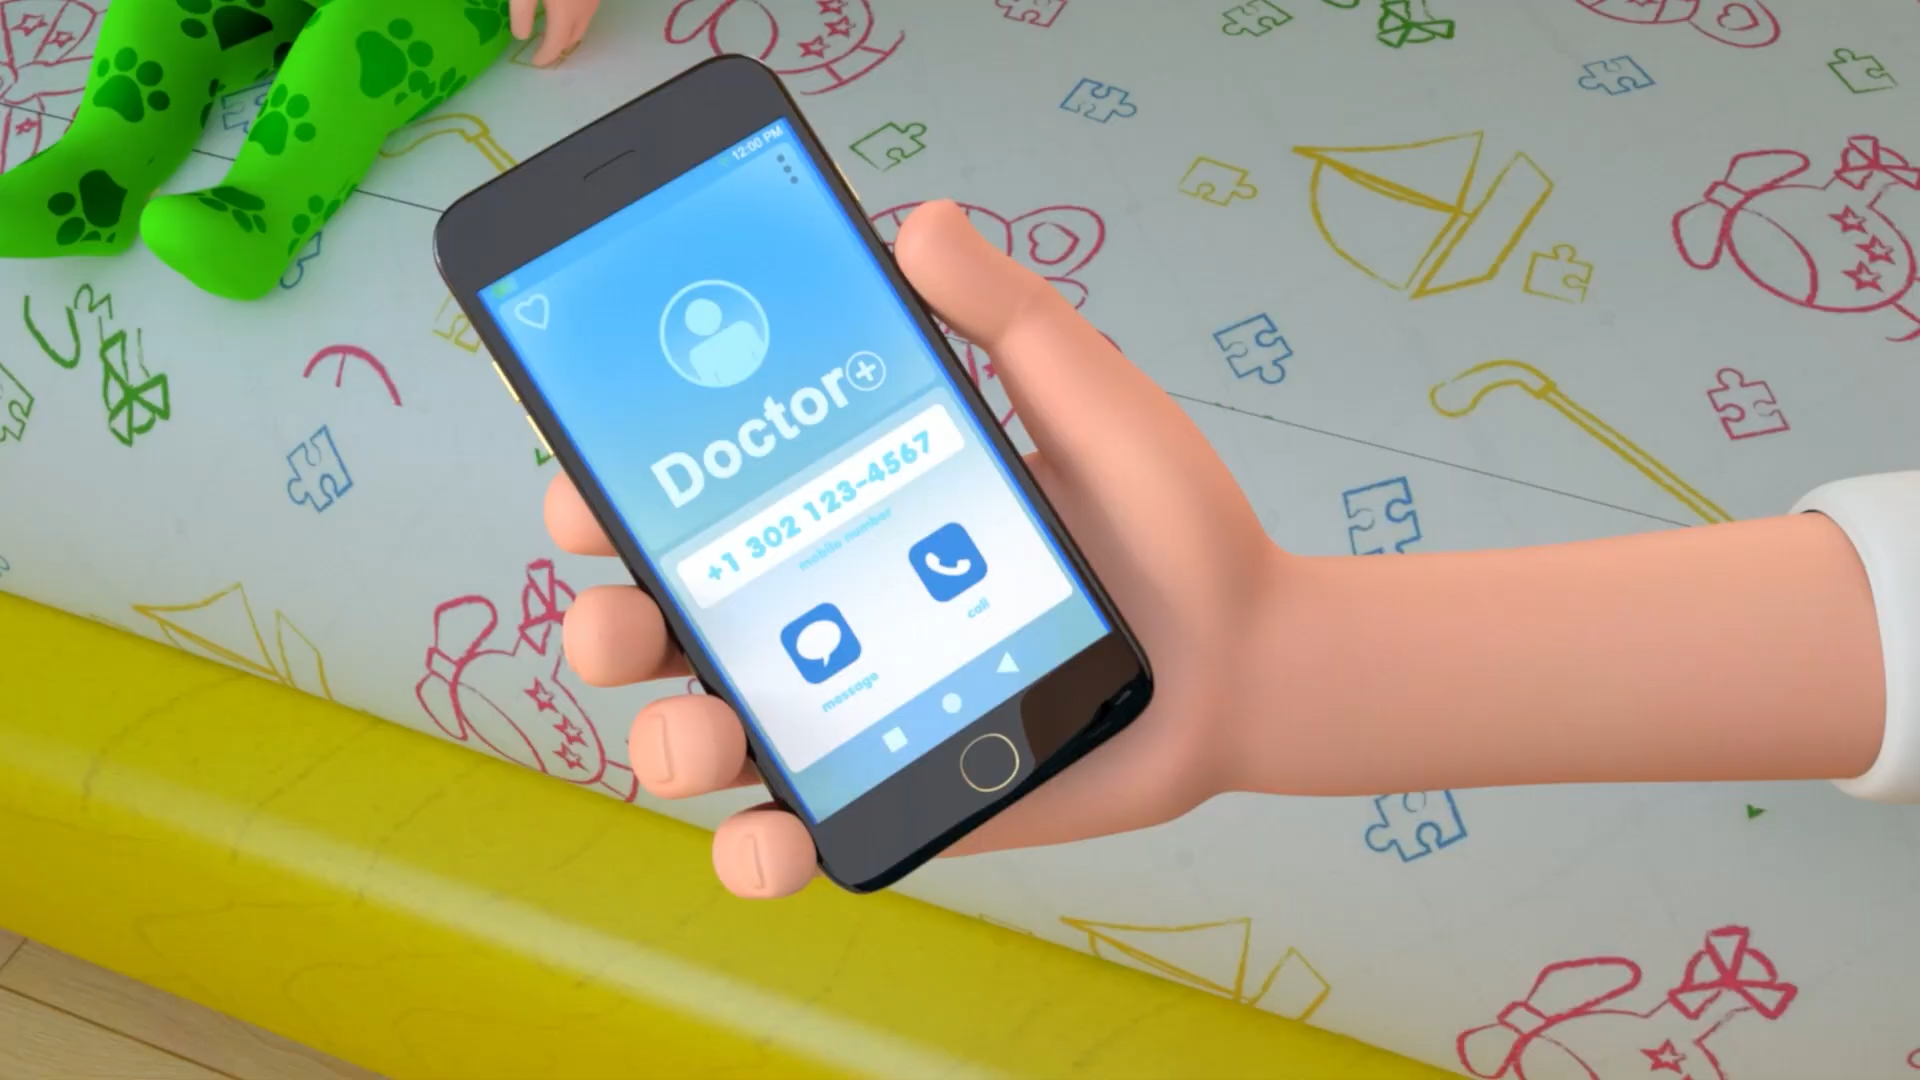 12:00 PM
Doctor
+1 302 123-4567
mobile number
call
message